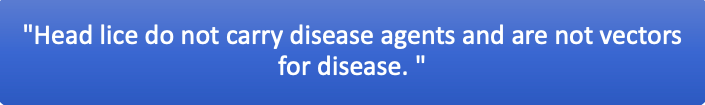 "Head lice do not carry disease agents and are not vectors
for disease. "